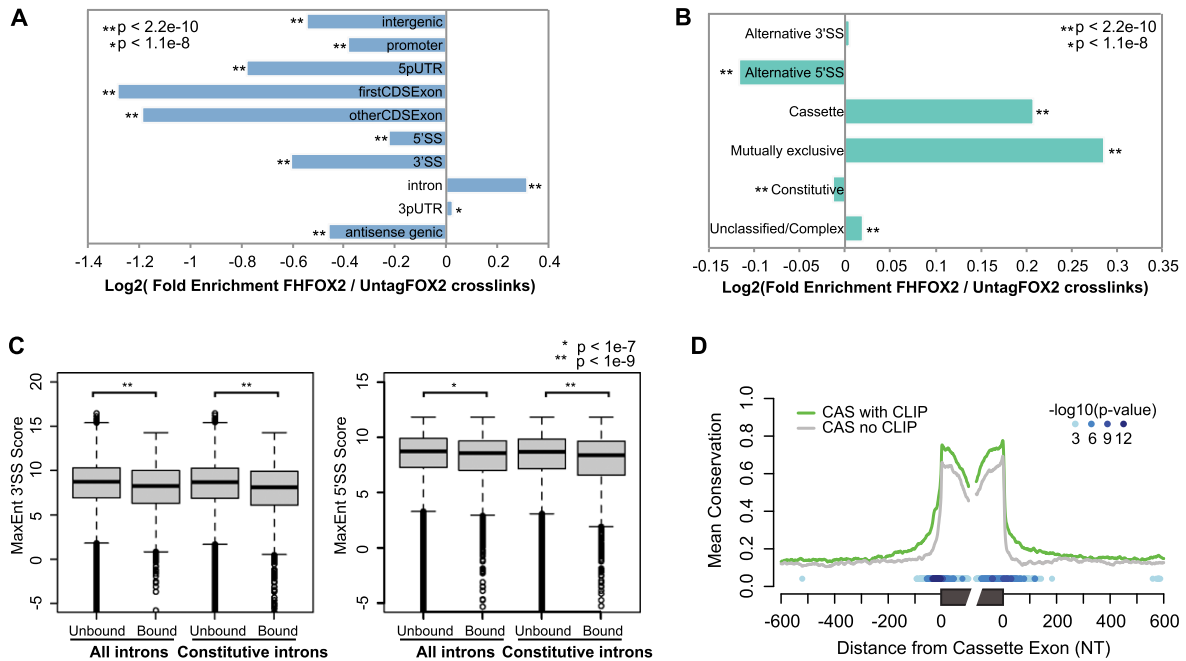 A
**p < 2.2e-10
*p < 1.1e-8
** intergenic
** promoter
** 5pUTR
** firstCDSExon
** otherCDSExon
** 5'SS
** 3'SS
intron **
3pUTR *
** antisense genic
-1.4 -1.2 -1 -0.8 -0.6 -0.4 -0.2 0 0.2 0.4
Log2( Fold Enrichment FHFOX2 / UntagFOX2 crosslinks)
B
**p < 2.2e-10
*p < 1.1e-8
Alternative 3'SS
** Alternative 5'SS
Cassette **
Mutually exclusive **
** Constitutive
Unclassified/Complex **
-0.15 -0.1 -0.05 0 0.05 0.1 0.15 0.2 0.25 0.3 0.35
Log2(Fold Enrichment FHFOX2 / UntagFOX2 crosslinks)
C
* p < 1e-7
** p < 1e-9
MaxEnt 3'SS Score
20
15
10
5
0
-5
** **
Unbound Bound Unbound Bound
All introns Constitutive introns
MaxEnt 5'SS Score
15
10
5
0
-5
* **
Unbound Bound Unbound Bound
All introns Constitutive introns
D
Mean Conservation
1.0
0.8
0.6
0.4
0.2
0.0
CAS with CLIP
CAS no CLIP
-log10(p-value)
3 6 9 12
-600 -400 -200 0 0 200 400 600
Distance from Cassette Exon (NT)